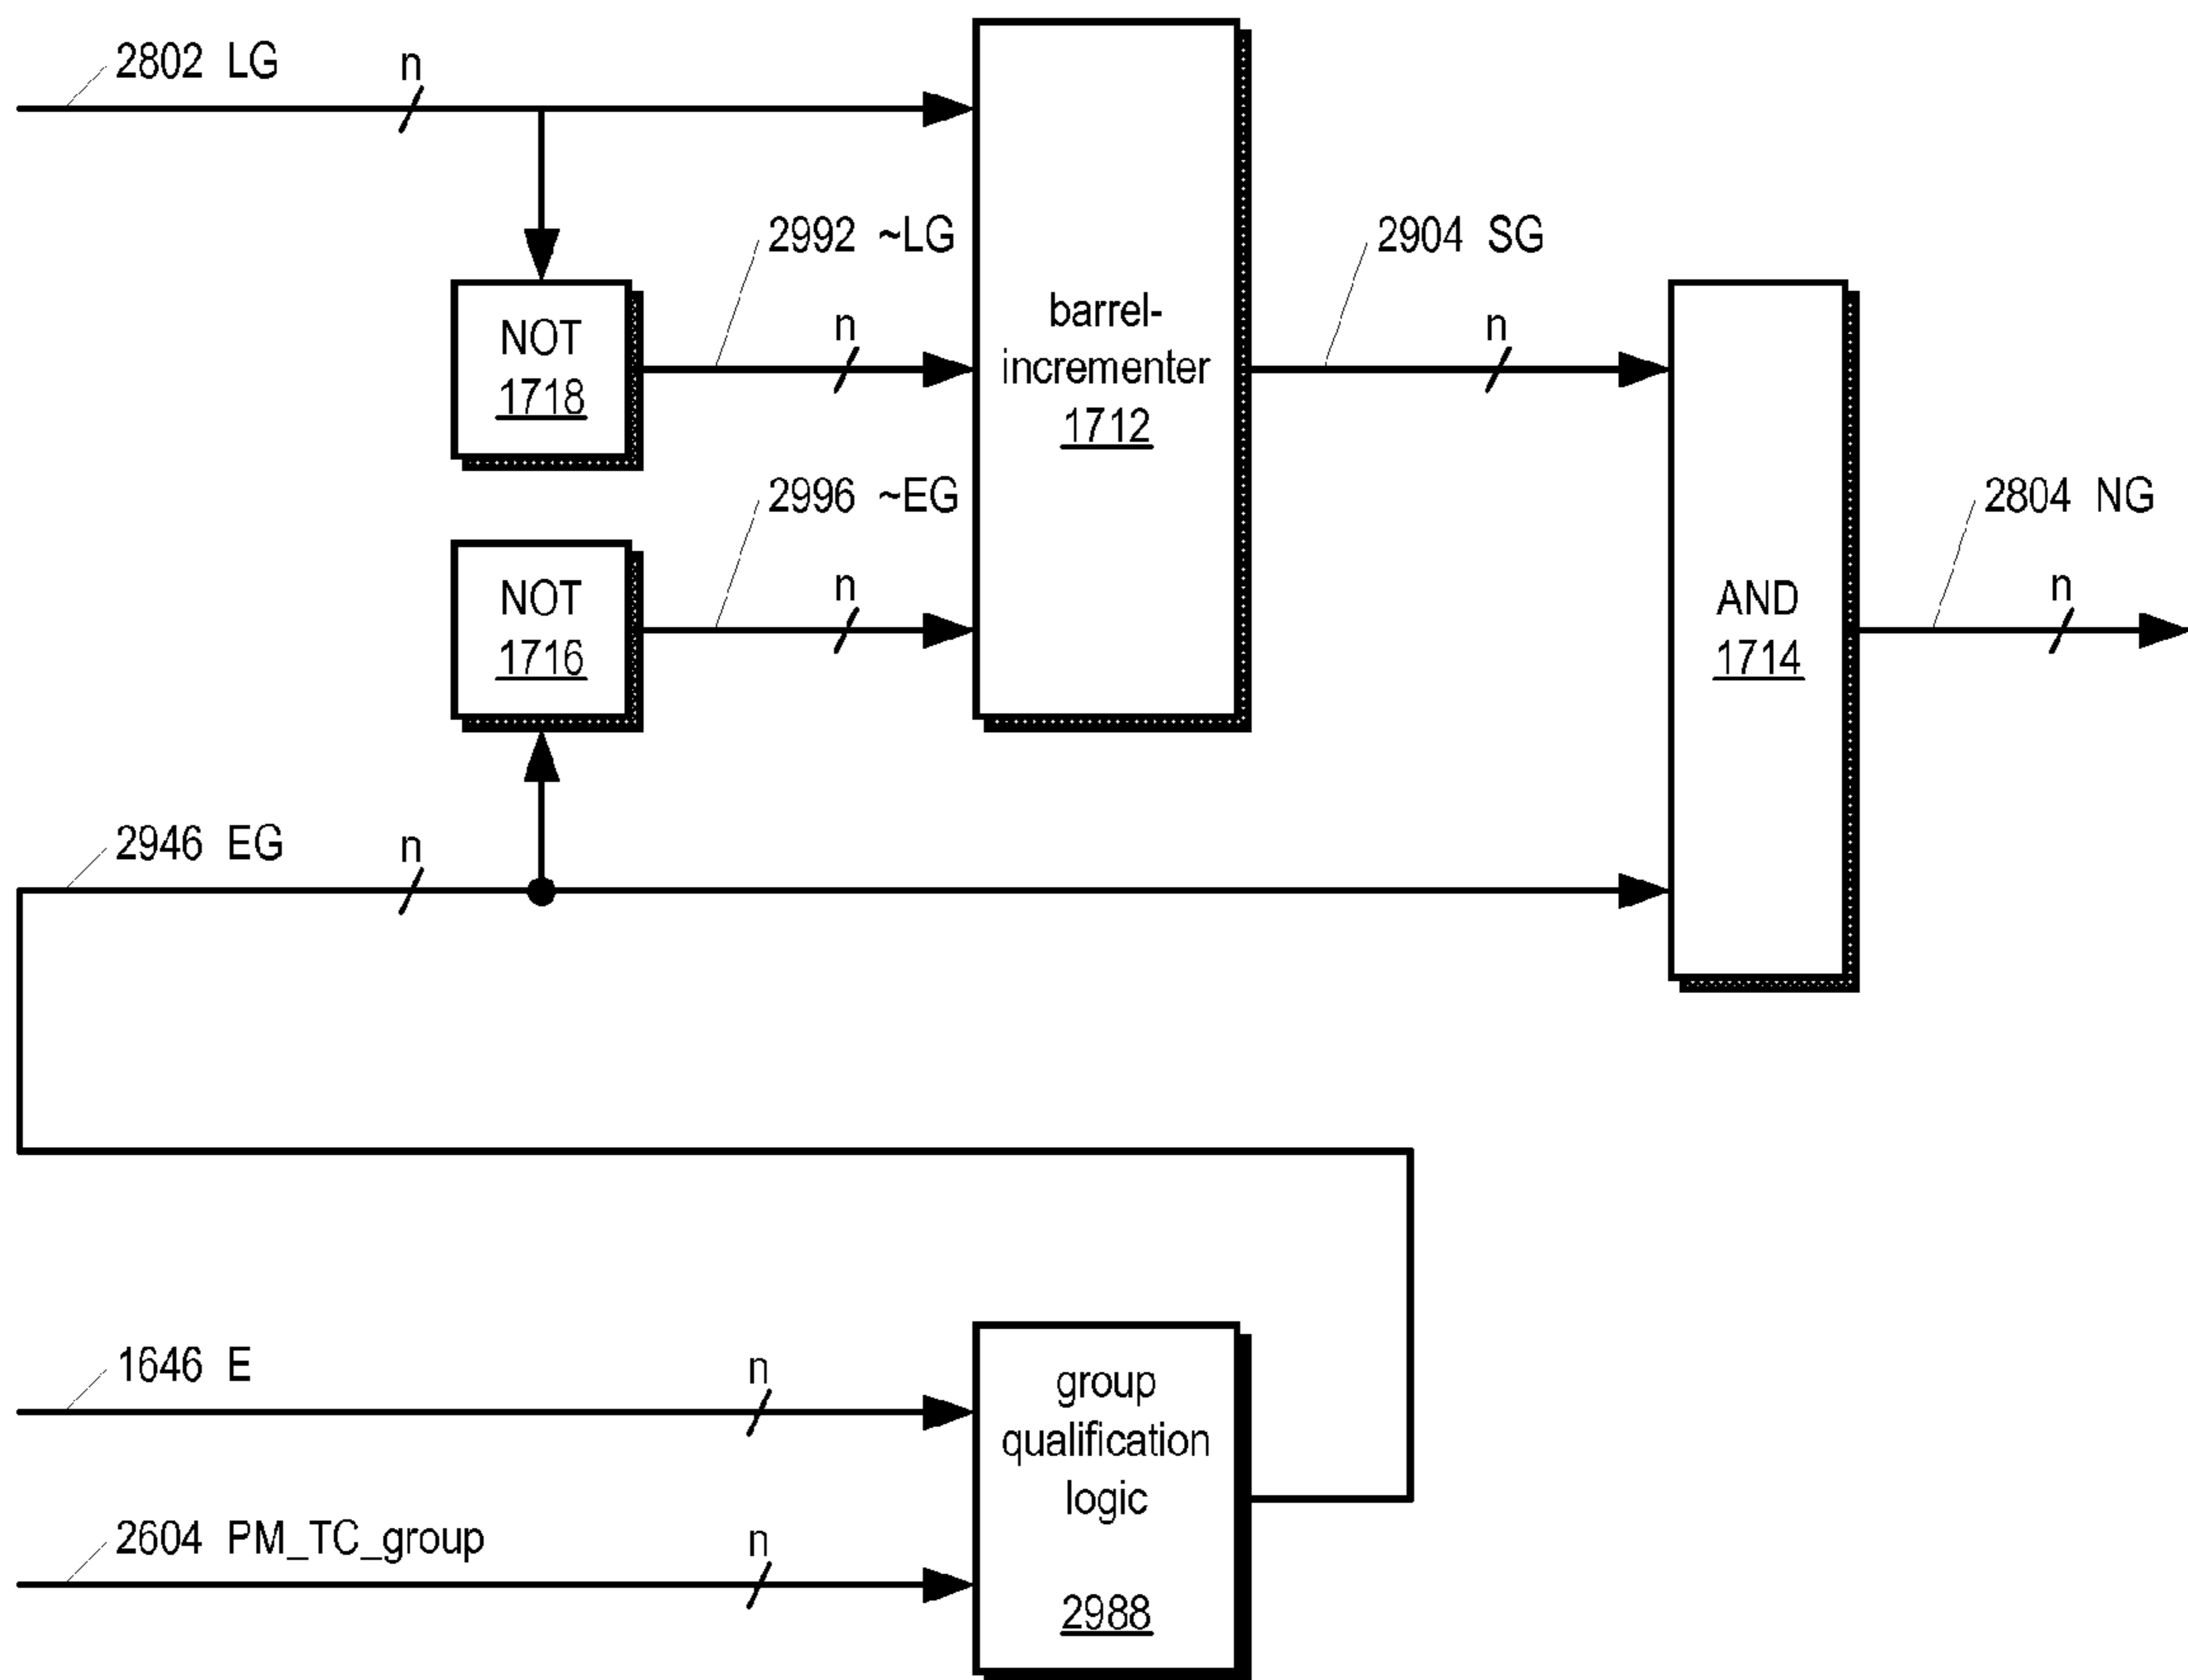 2802 LG
n
2992 ~LG
n
NOT
1718
barrel-
incrementer
1712
2904 SG
n
2996 ~EG
n
NOT
1716
AND
1714
2804 NG
n
2946 EG
n
1646 E
n
group
qualification
logic
2988
2604 PM_TC_group
n